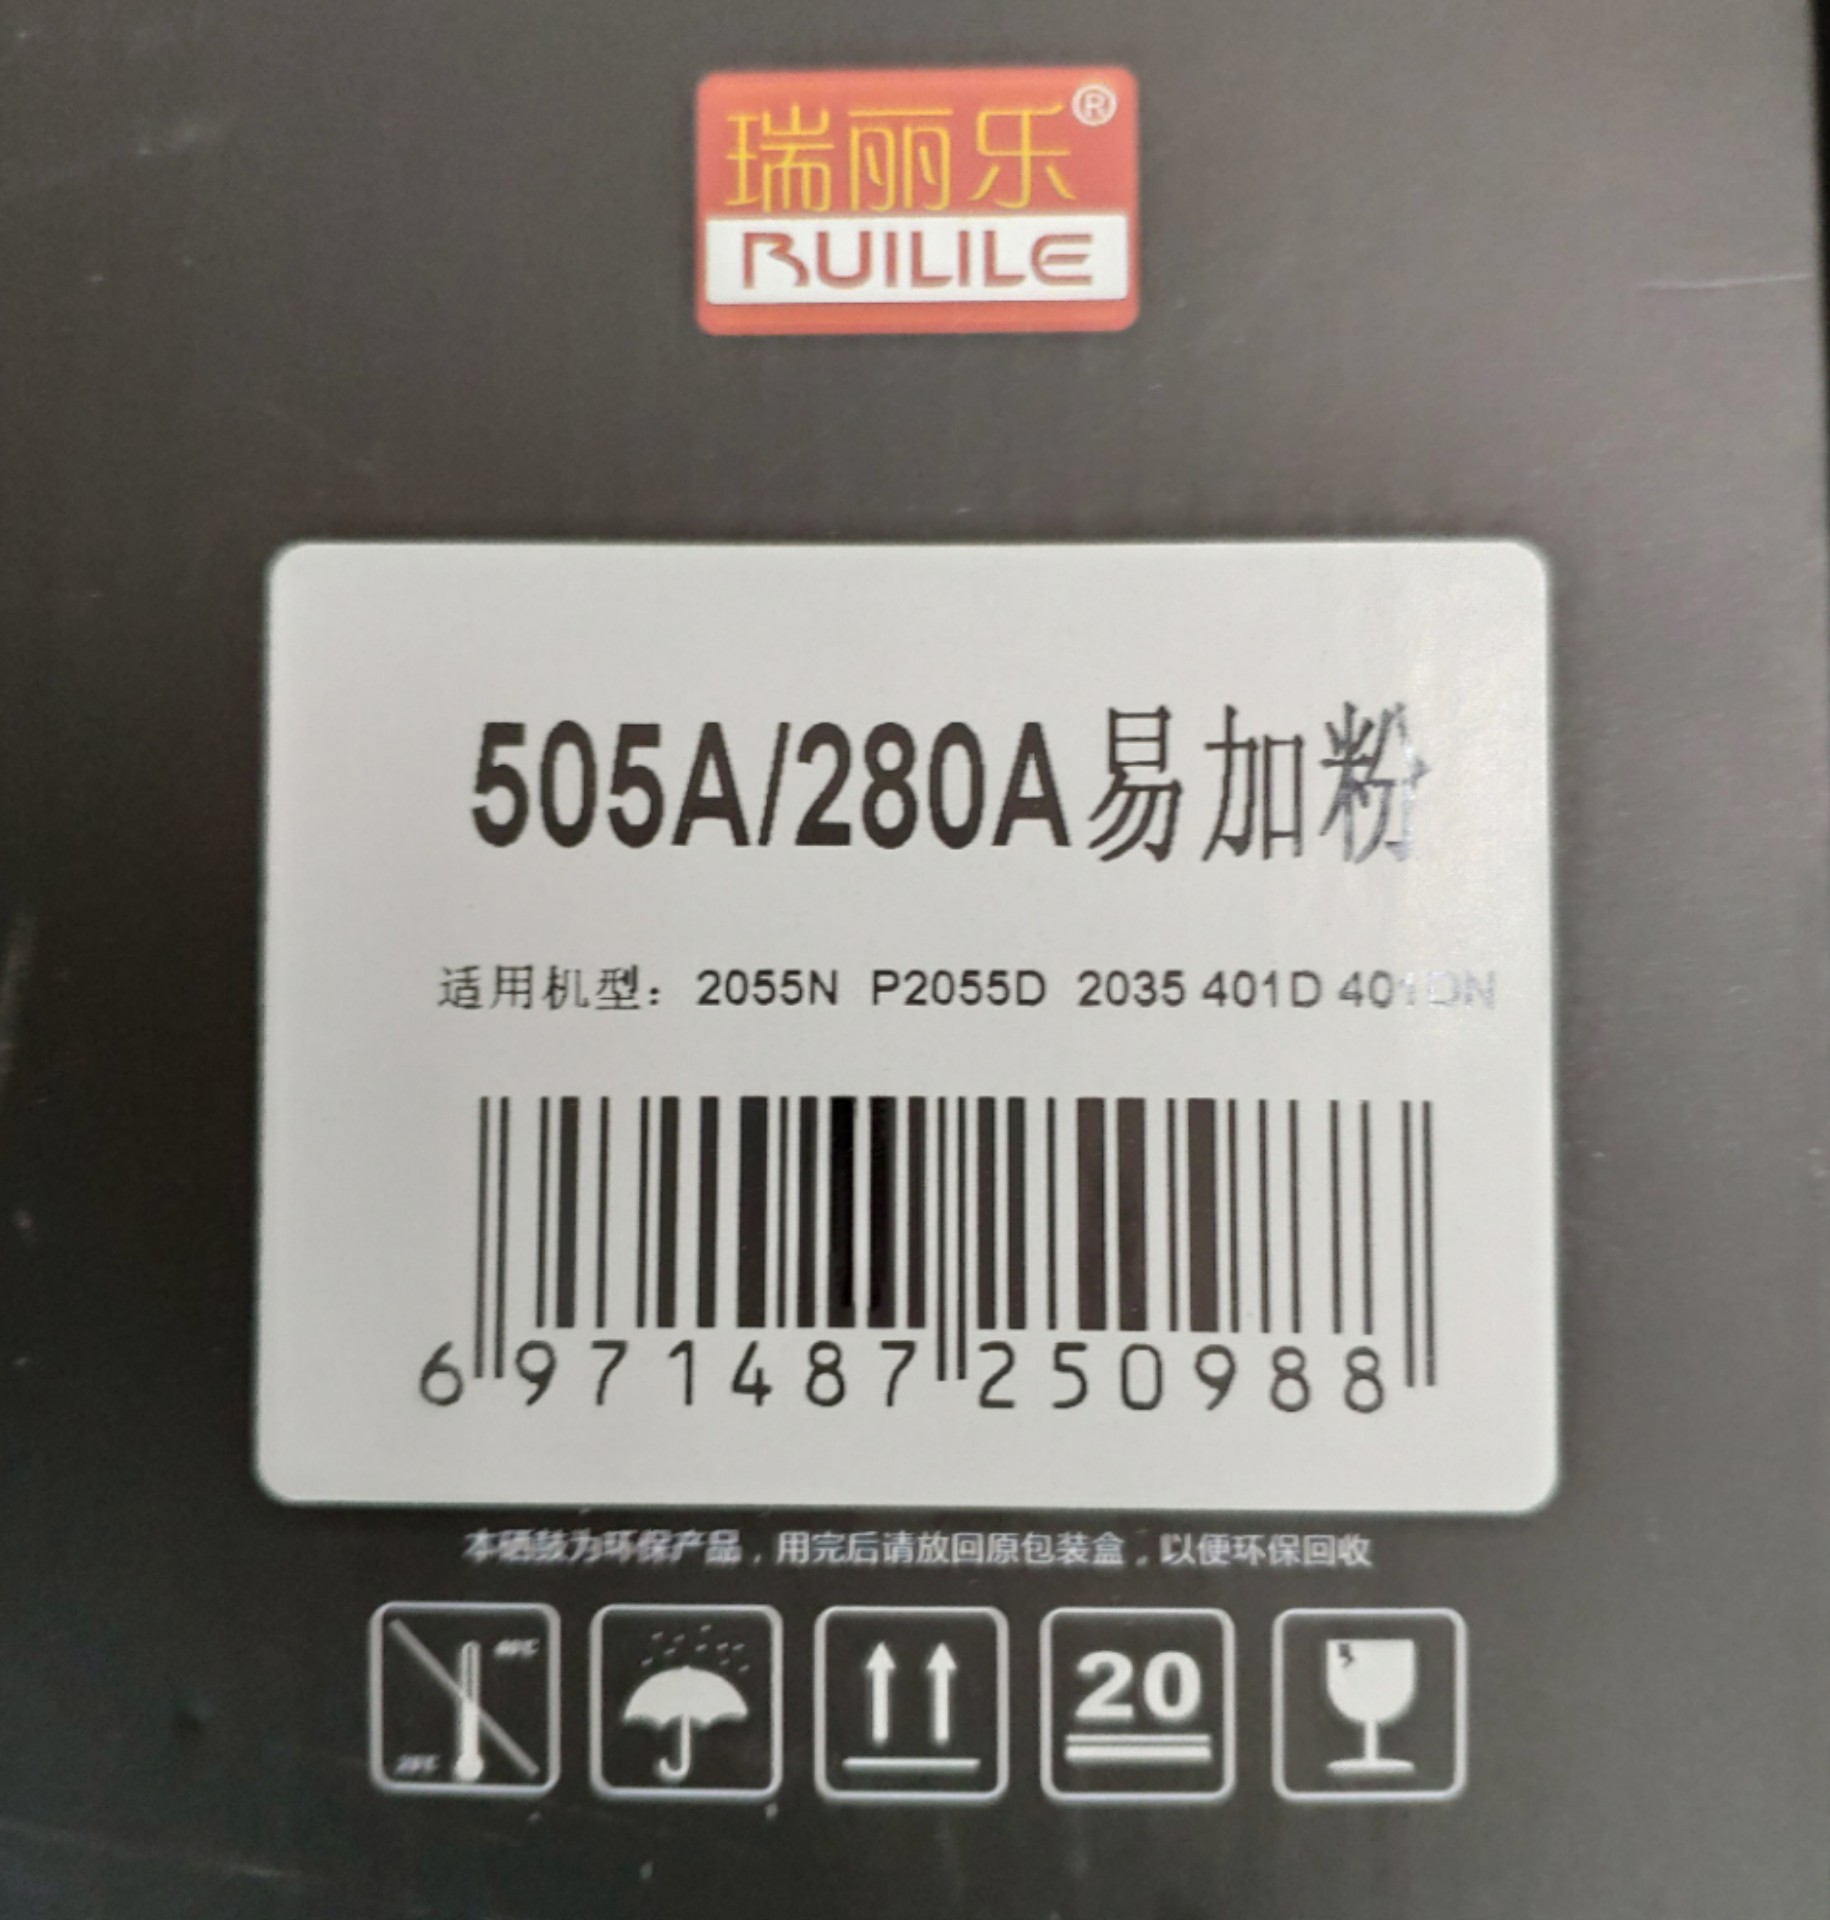 瑞丽乐®
RUILILE
505A/280A易加粉
适用机型：2055N P2055D 2035 401D 401DN
6 971487 250988
本硒鼓为环保产品，用完后请放回原包装盒，以便环保回收
40℃
20